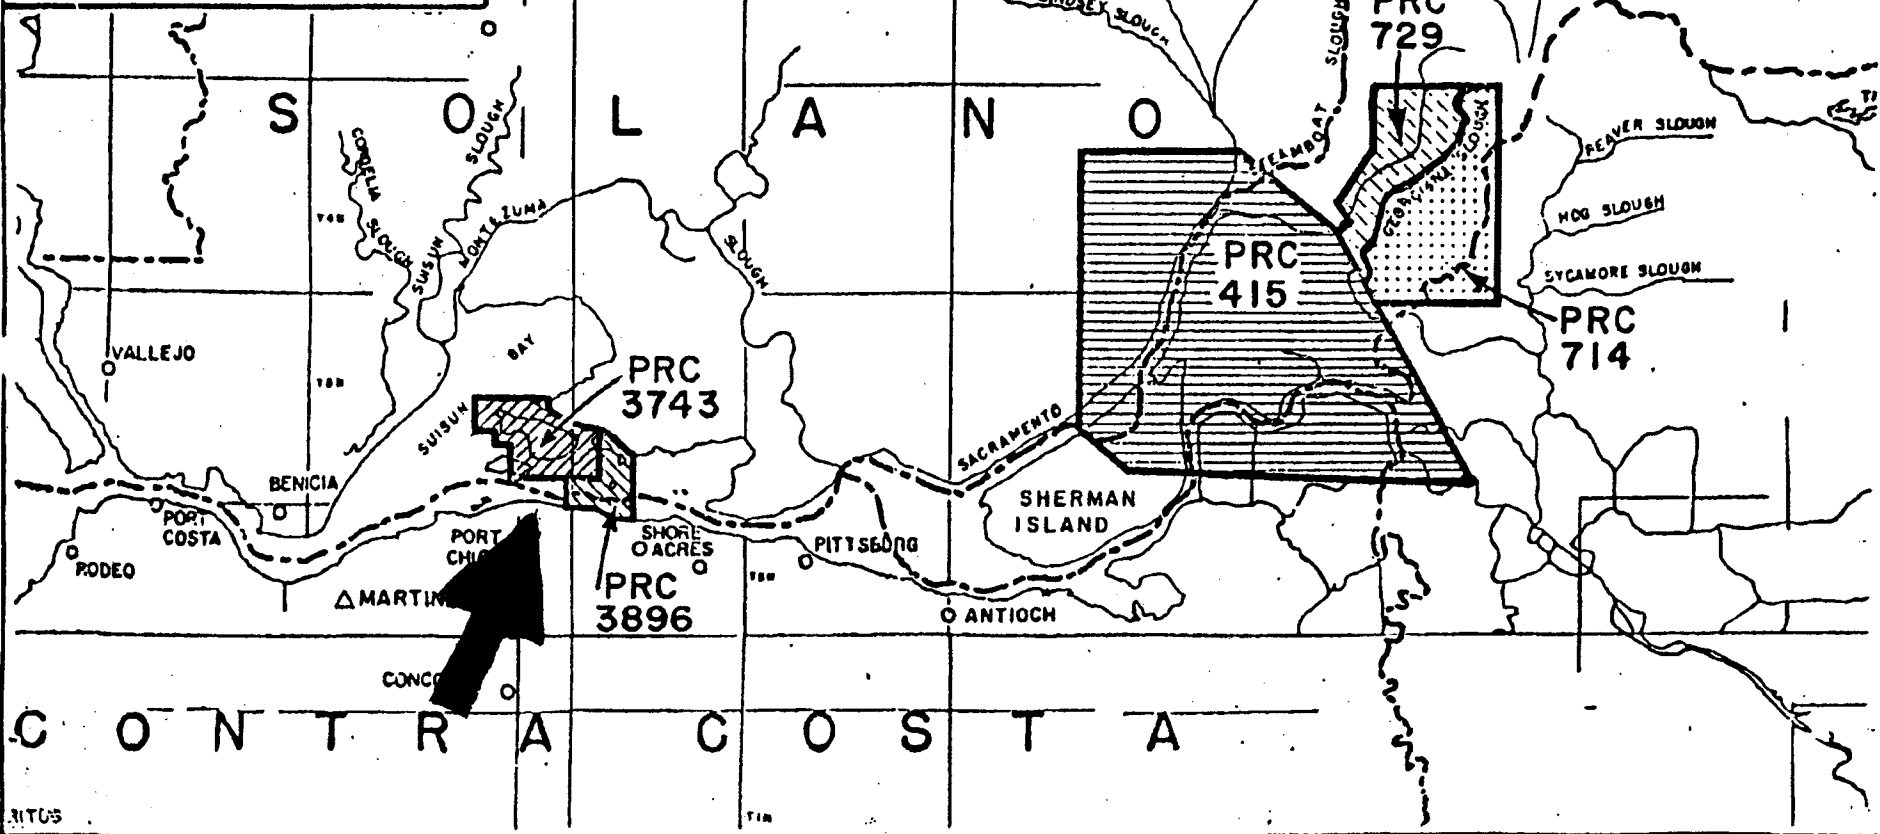 SLOUGH
SLOUGH
PRC
729
S O L A N O
CORDELIA
SLOUGH
SLOUGH
SUISUN
MONTEZUMA
SLOUGH
STEAMBOAT
GEORGIANA
SLOUGH
BEAVER SLOUGH
HOG SLOUGH
SYCAMORE SLOUGH
PRC
415
PRC
714
VALLEJO
SUISUN
BAY
PRC
3743
SACRAMENTO
BENICIA
PORT
COSTA
RODEO
PORT
SHORE
ACRES
PITTSBURG
SHERMAN
ISLAND
MARTIN
PRC
3896
ANTIOCH
CONCO
C O N T R A C O S T A